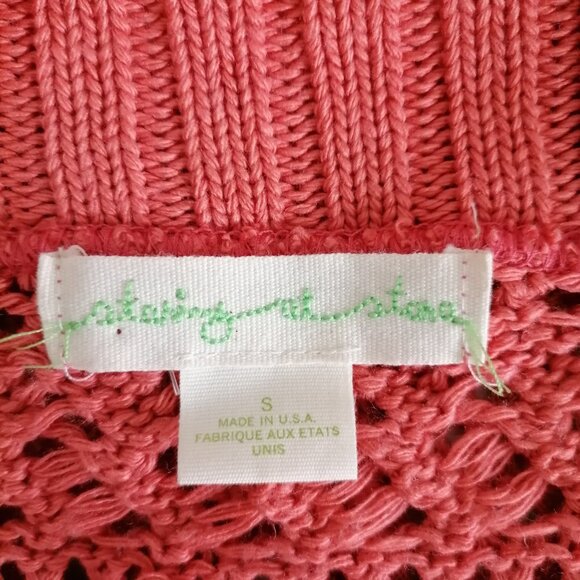 staring at stars
S
MADE IN U.S.A.
FABRIQUE AUX ETATS
UNIS